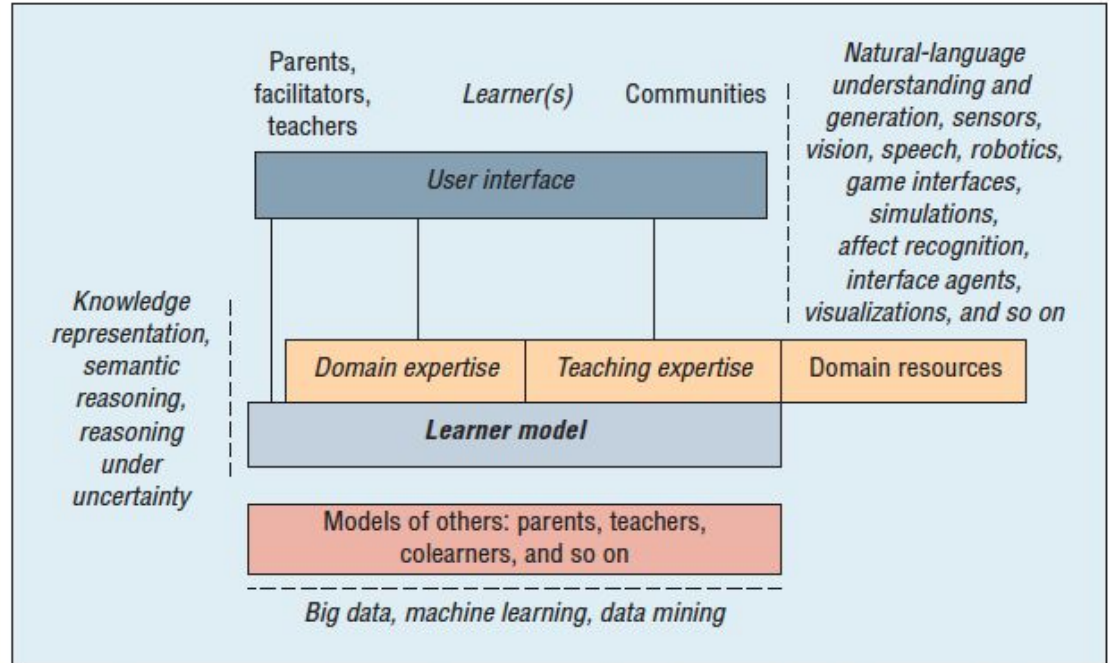 Parents,
facilitators,
teachers
Learner(s)
Communities
Natural-language
understanding and
generation, sensors,
vision, speech, robotics,
game interfaces,
simulations,
affect recognition,
interface agents,
visualizations, and so on
User interface
Knowledge
representation,
semantic
reasoning,
reasoning
under
uncertainty
Domain expertise
Teaching expertise
Domain resources
Learner model
Models of others: parents, teachers,
colearners, and so on
Big data, machine learning, data mining